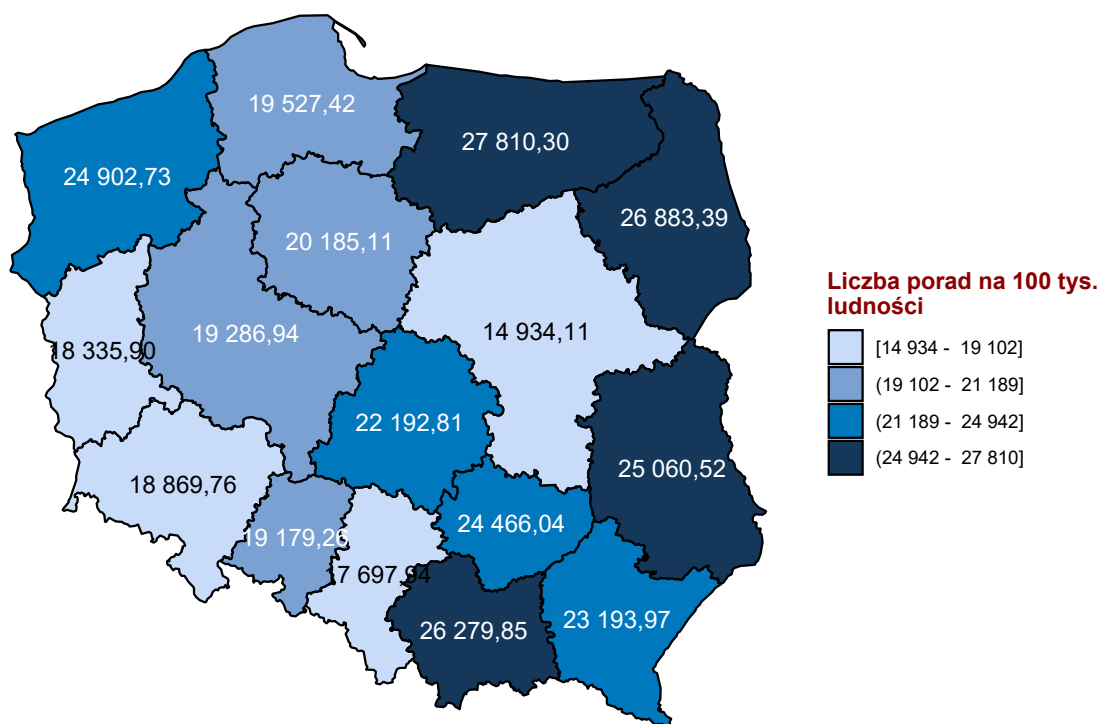 19 527,42
27 810,30
24 902,73
26 883,39
20 185,11
Liczba porad na 100 tys.
ludności
14 934,11
19 286,94
18 335,90
[14 934 - 19 102]
(19 102 - 21 189]
(21 189 - 24 942]
(24 942 - 27 810]
22 192,81
25 060,52
18 869,76
24 466,04
19 179,26
7 697,94
23 193,97
26 279,85